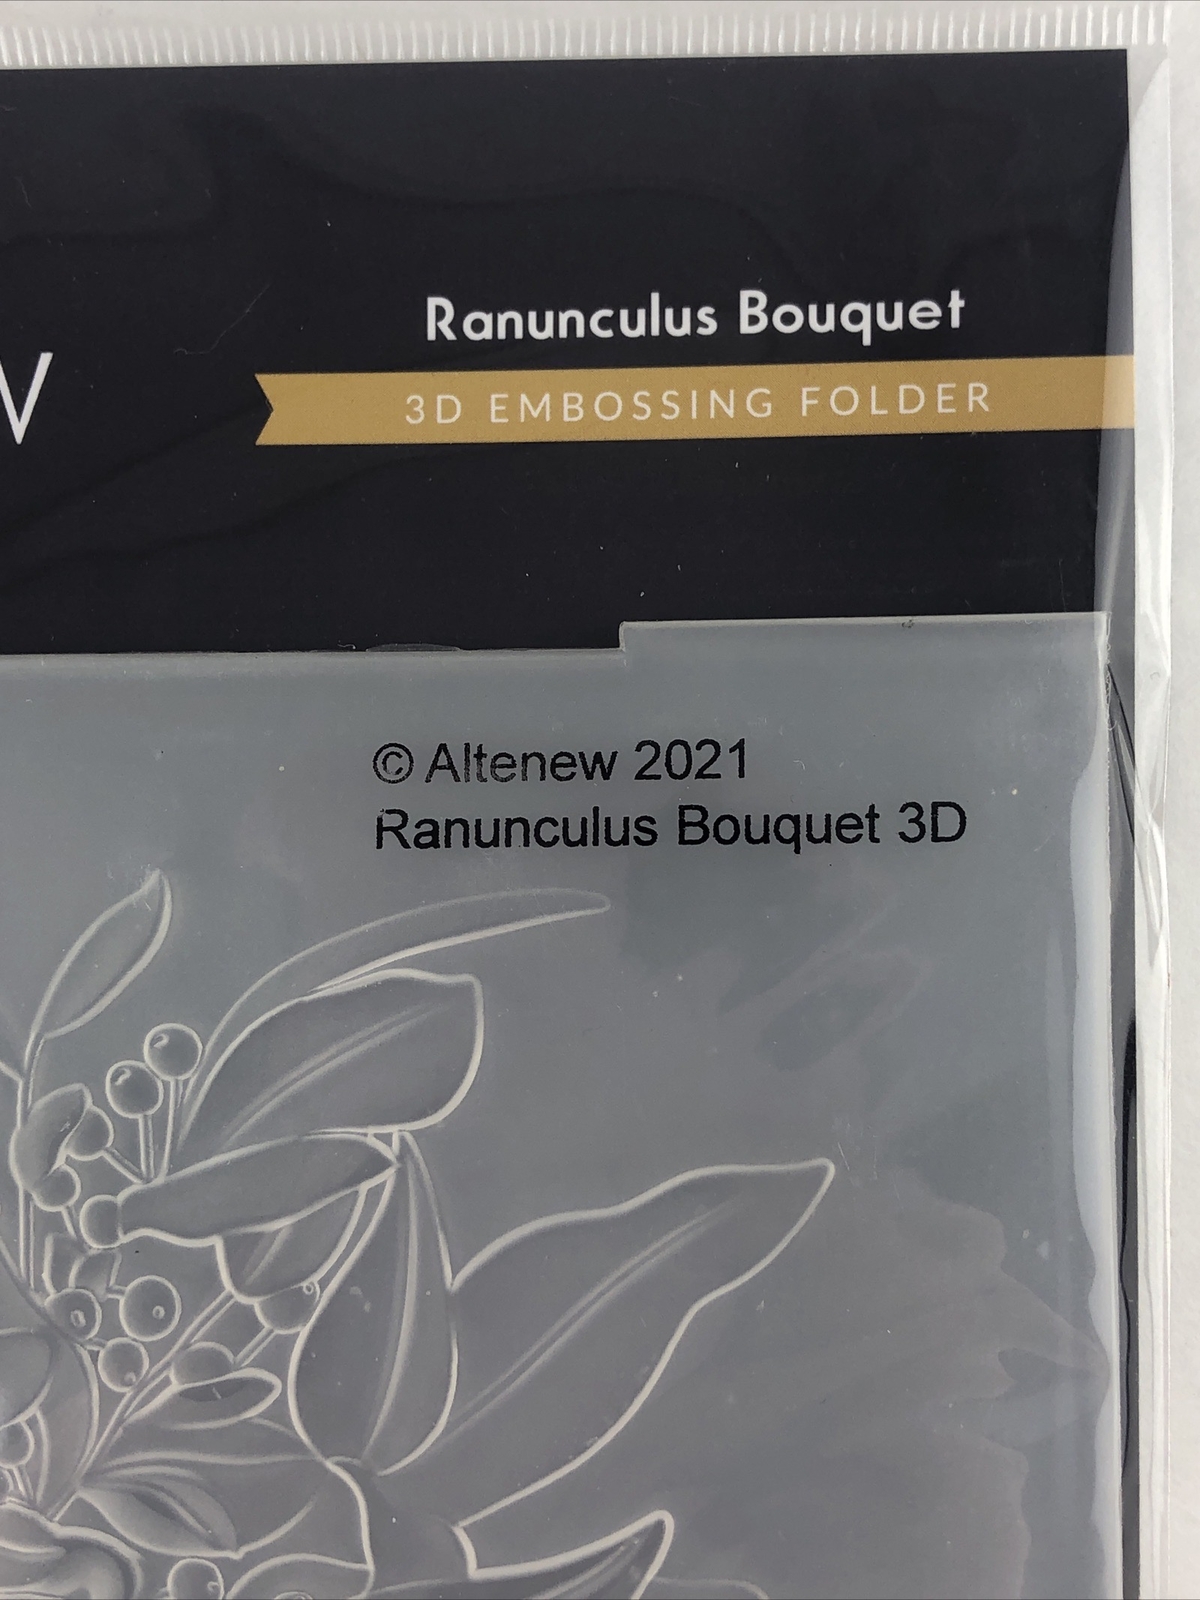 Ranunculus Bouquet
W
3D EMBOSSING FOLDER
© Altenew 2021
Ranunculus Bouquet 3D